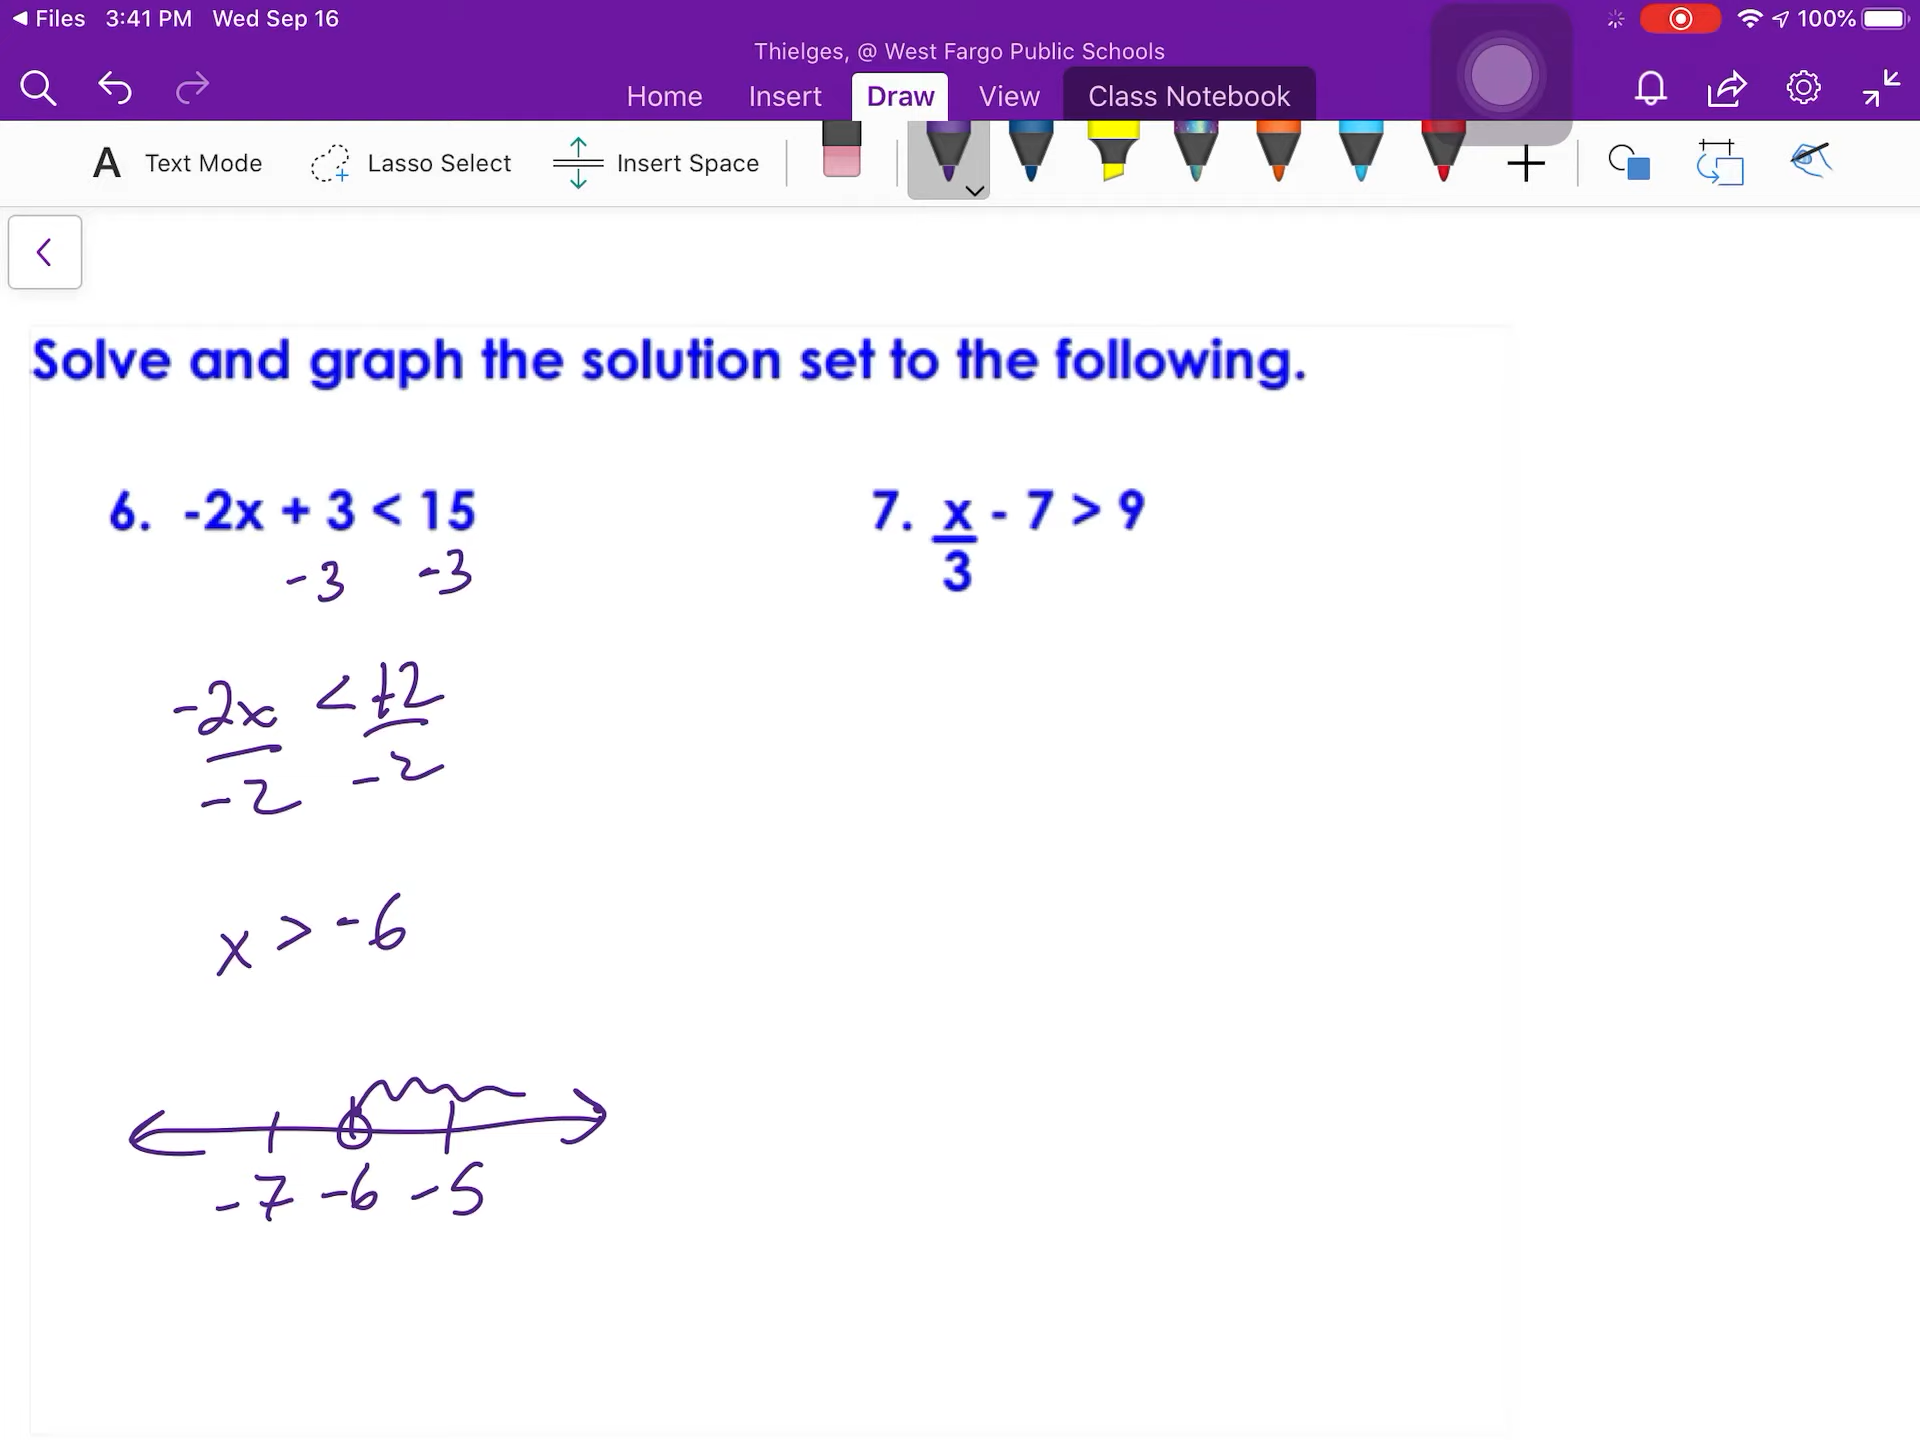 Files 3:41 PM Wed Sep 16 100%
Thielges, @ West Fargo Public Schools
Home Insert Draw View Class Notebook
A Text Mode Lasso Select Insert Space
Solve and graph the solution set to the following.
6. -2x + 3 < 15
-3 -3
-2x < 12
-2 -2
x > -6
-7 -6 -5
7. x - 7 > 9
3